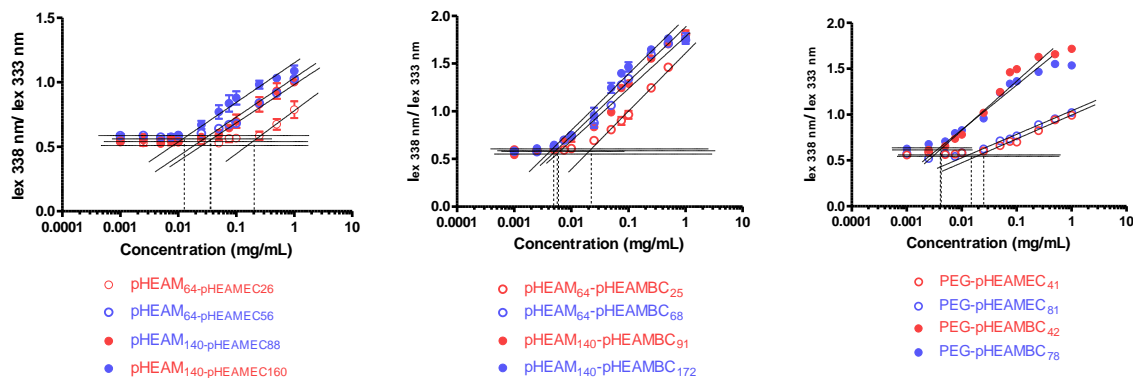 1.5
1.0
0.5
0.0
0.0001 0.001 0.01 0.1 1 10
Iex 338 nm/ Iex 333 nm
Concentration (mg/mL)
pHEAM64-pHEAMEC26
pHEAM64-pHEAMEC56
pHEAM140-pHEAMEC88
pHEAM140-pHEAMEC160
2.0
1.5
1.0
0.5
0.0
0.0001 0.001 0.01 0.1 1 10
Iex 338 nm/ Iex 333 nm
Concentration (mg/mL)
pHEAM64-pHEAMBC25
pHEAM64-pHEAMBC68
pHEAM140-pHEAMBC91
pHEAM140-pHEAMBC172
2.0
1.5
1.0
0.5
0.0
0.0001 0.001 0.01 0.1 1 10
Iex 338 nm/ Iex 333 nm
Concentration (mg/mL)
PEG-pHEAMEC41
PEG-pHEAMEC81
PEG-pHEAMBC42
PEG-pHEAMBC78